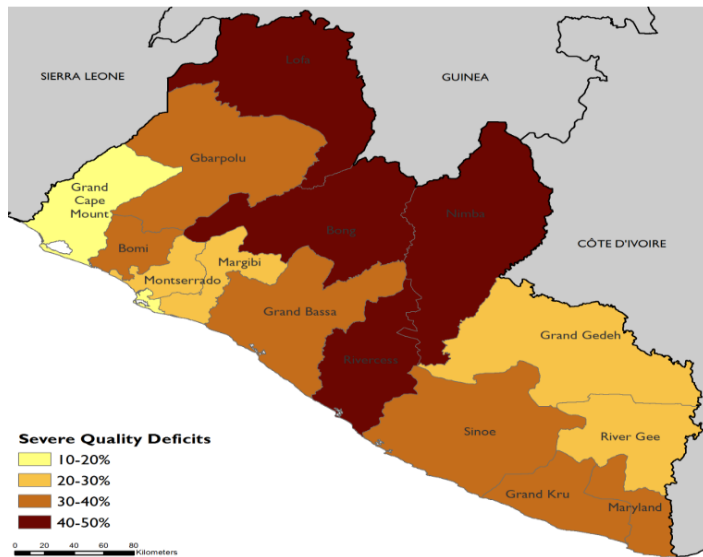 Lofa
SIERRA LEONE
GUINEA
Gbarpolu
Grand
Cape
Mount
Nimba
Bong
CÔTE D'IVOIRE
Bomi
Margibi
Montserrado
Grand Bassa
Grand Gedeh
Rivercess
Sinoe
River Gee
Grand Kru
Maryland
Severe Quality Deficits
10-20%
20-30%
30-40%
40-50%
0 10 20 40 60 80
Kilometers